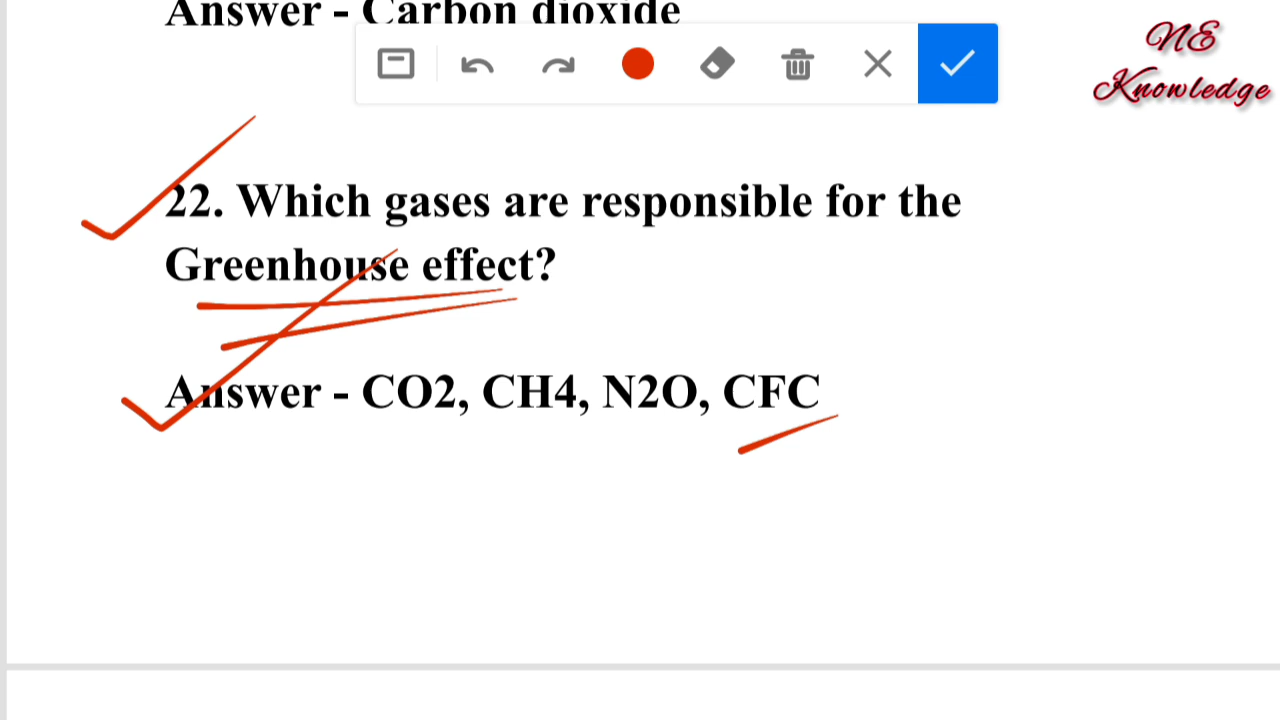 Answer - Carbon dioxide
NE
Knowledge
22. Which gases are responsible for the
Greenhouse effect?
Answer - CO2, CH4, N2O, CFC